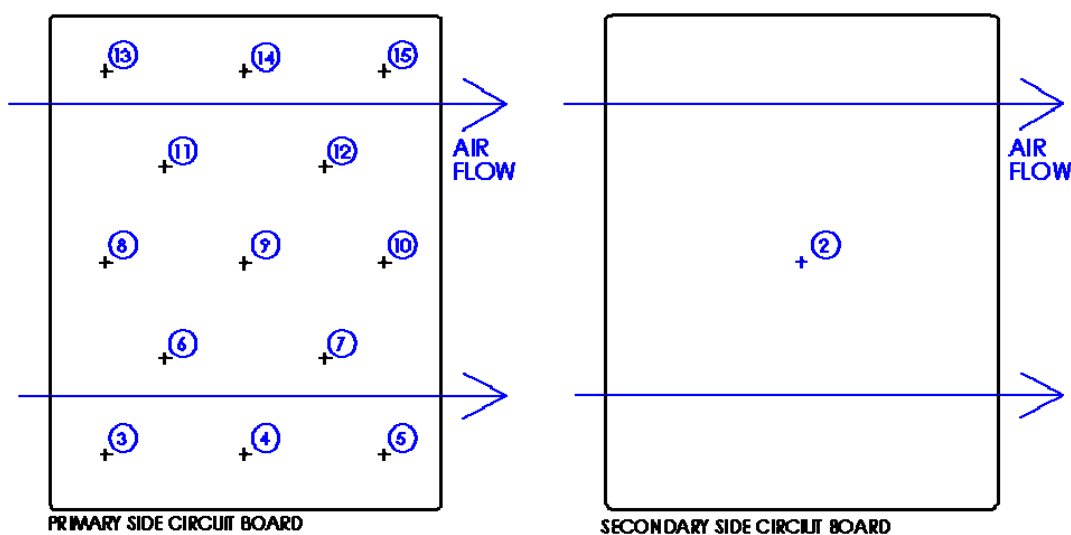 13 14 15
AIR
FLOW
11 12
8 9 10
6 7
3 4 5
PRIMARY SIDE CIRCUIT BOARD
AIR
FLOW
2
SECONDARY SIDE CIRCIUT BOARD